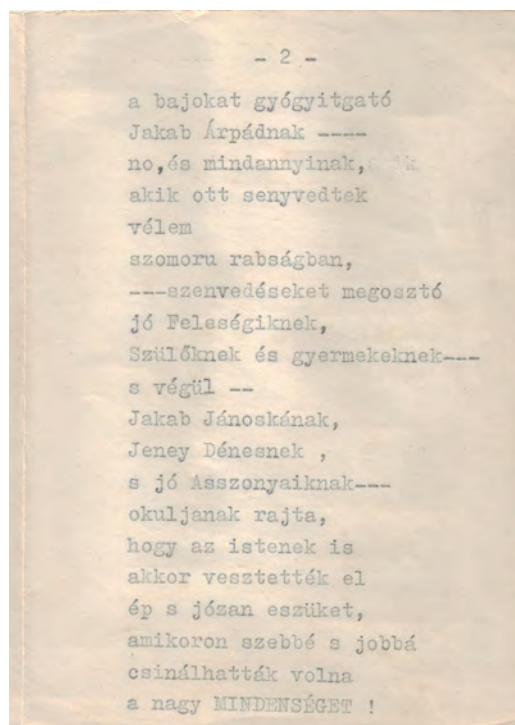 - 2 -
a bajokat gyógyitgató
Jakab Árpádnak ----
no,és mindannyinak,
akik ott senyvedtek
vélem
szomoru rabságban,
---szenvedéseket megosztó
jó Feleségiknek,
Szülőknek és gyermekeknek---
s végül --
Jakab Jánoskának,
Jeney Dénesnek ,
s jó Asszonyaiknak---
okuljanak rajta,
hogy az istenek is
akkor vesztették el
ép s józan eszüket,
amikoron szebbé s jobbá
csinálhatták volna
a nagy MINDENSÉGET !